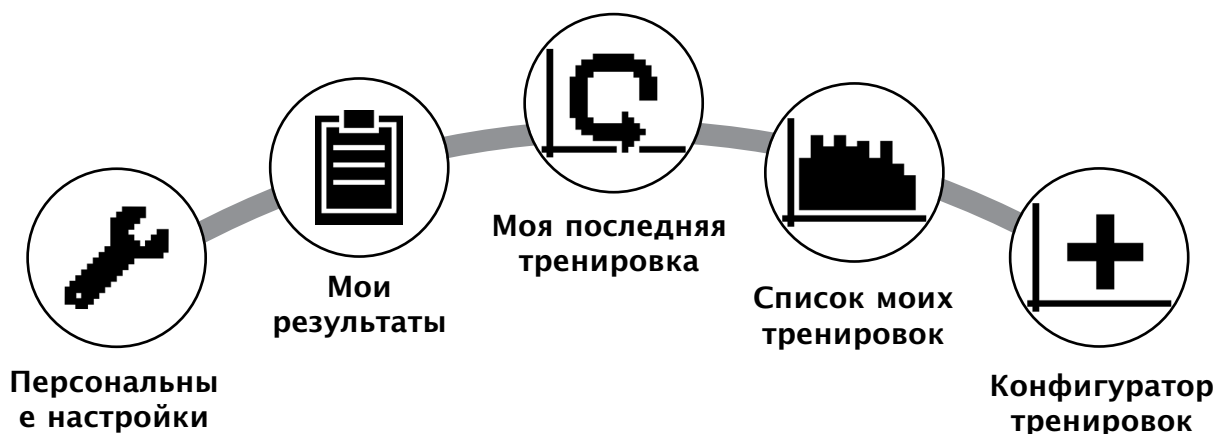 Персональны
е настройки
Мои
результаты
Моя последняя
тренировка
Список моих
тренировок
Конфигуратор
тренировок